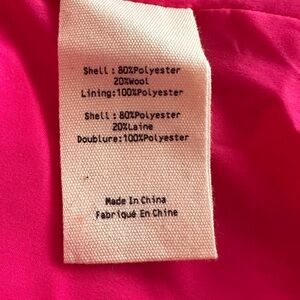 Shell : 80%Polyester
20%Wool
Lining:100%Polyester
Shell : 80%Polyester
20%Laine
Doublure:100%Polyester
Made In China
Fabriqué En Chine